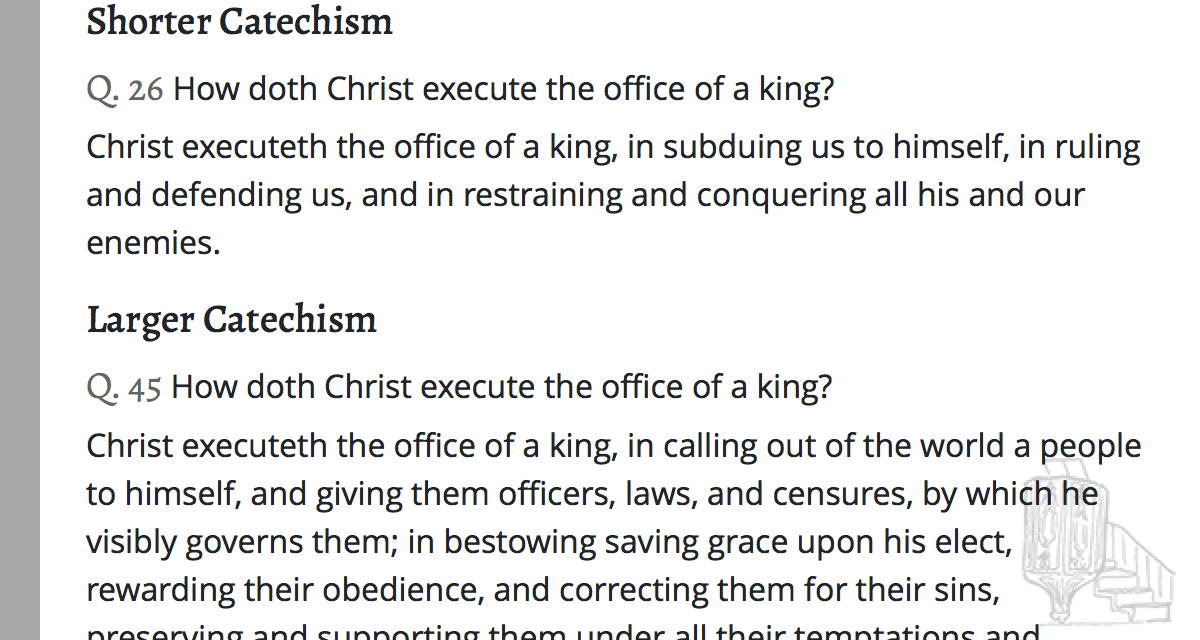 Shorter Catechism
Q. 26 How doth Christ execute the office of a king?
Christ executeth the office of a king, in subduing us to himself, in ruling
and defending us, and in restraining and conquering all his and our
enemies.
Larger Catechism
Q. 45 How doth Christ execute the office of a king?
Christ executeth the office of a king, in calling out of the world a people
to himself, and giving them officers, laws, and censures, by which he
visibly governs them; in bestowing saving grace upon his elect,
rewarding their obedience, and correcting them for their sins,
preserving and supporting them under all their temptations and